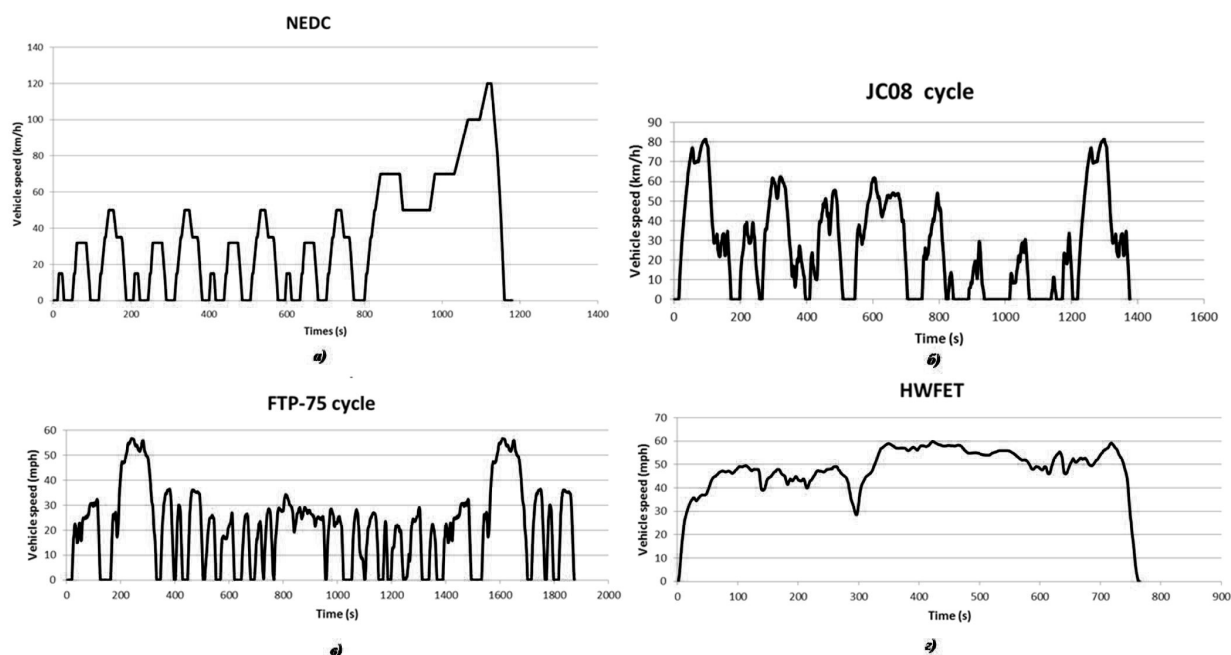 NEDC
Vehicle speed (km/h)
140
120
100
80
60
40
20
0
0 200 400 600 800 1000 1200 1400
Times (s)
а)
JC08 cycle
Vehicle speed (km/h)
90
80
70
60
50
40
30
20
10
0
0 200 400 600 800 1000 1200 1400 1600
Time (s)
б)
FTP-75 cycle
Vehicle speed (mph)
60
50
40
30
20
10
0
0 200 400 600 800 1000 1200 1400 1600 1800 2000
Time (s)
в)
HWFET
Vehicle speed (mph)
70
60
50
40
30
20
10
0
0 100 200 300 400 500 600 700 800 900
Time (s)
г)